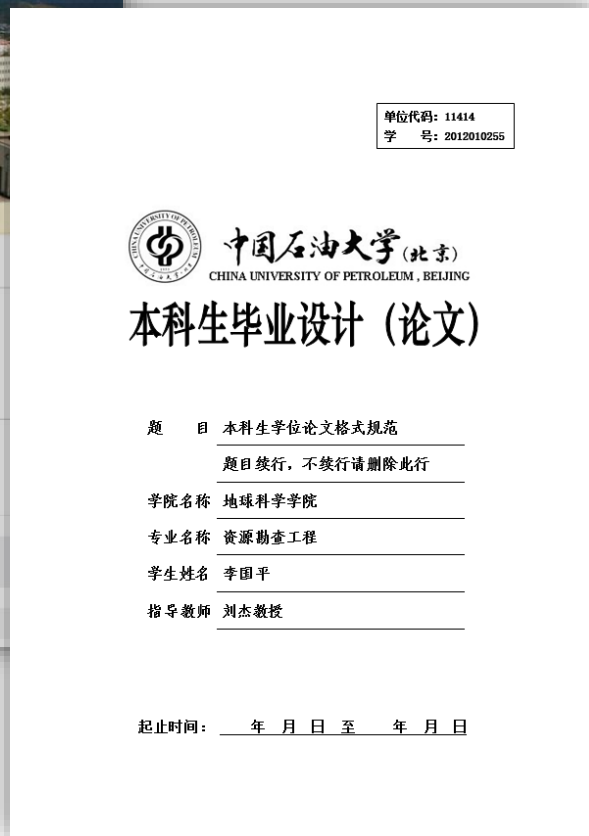 单位代码：11414
学　　号：2012010255
中国石油大学(北京)
CHINA UNIVERSITY OF PETROLEUM , BEIJING
本科生毕业设计（论文）
题　　目 本科生学位论文格式规范
题目续行，不续行请删除此行
学院名称 地球科学学院
专业名称 资源勘查工程
学生姓名 李国平
指导教师 刘杰教授
起止时间： 年 月 日 至 年 月 日